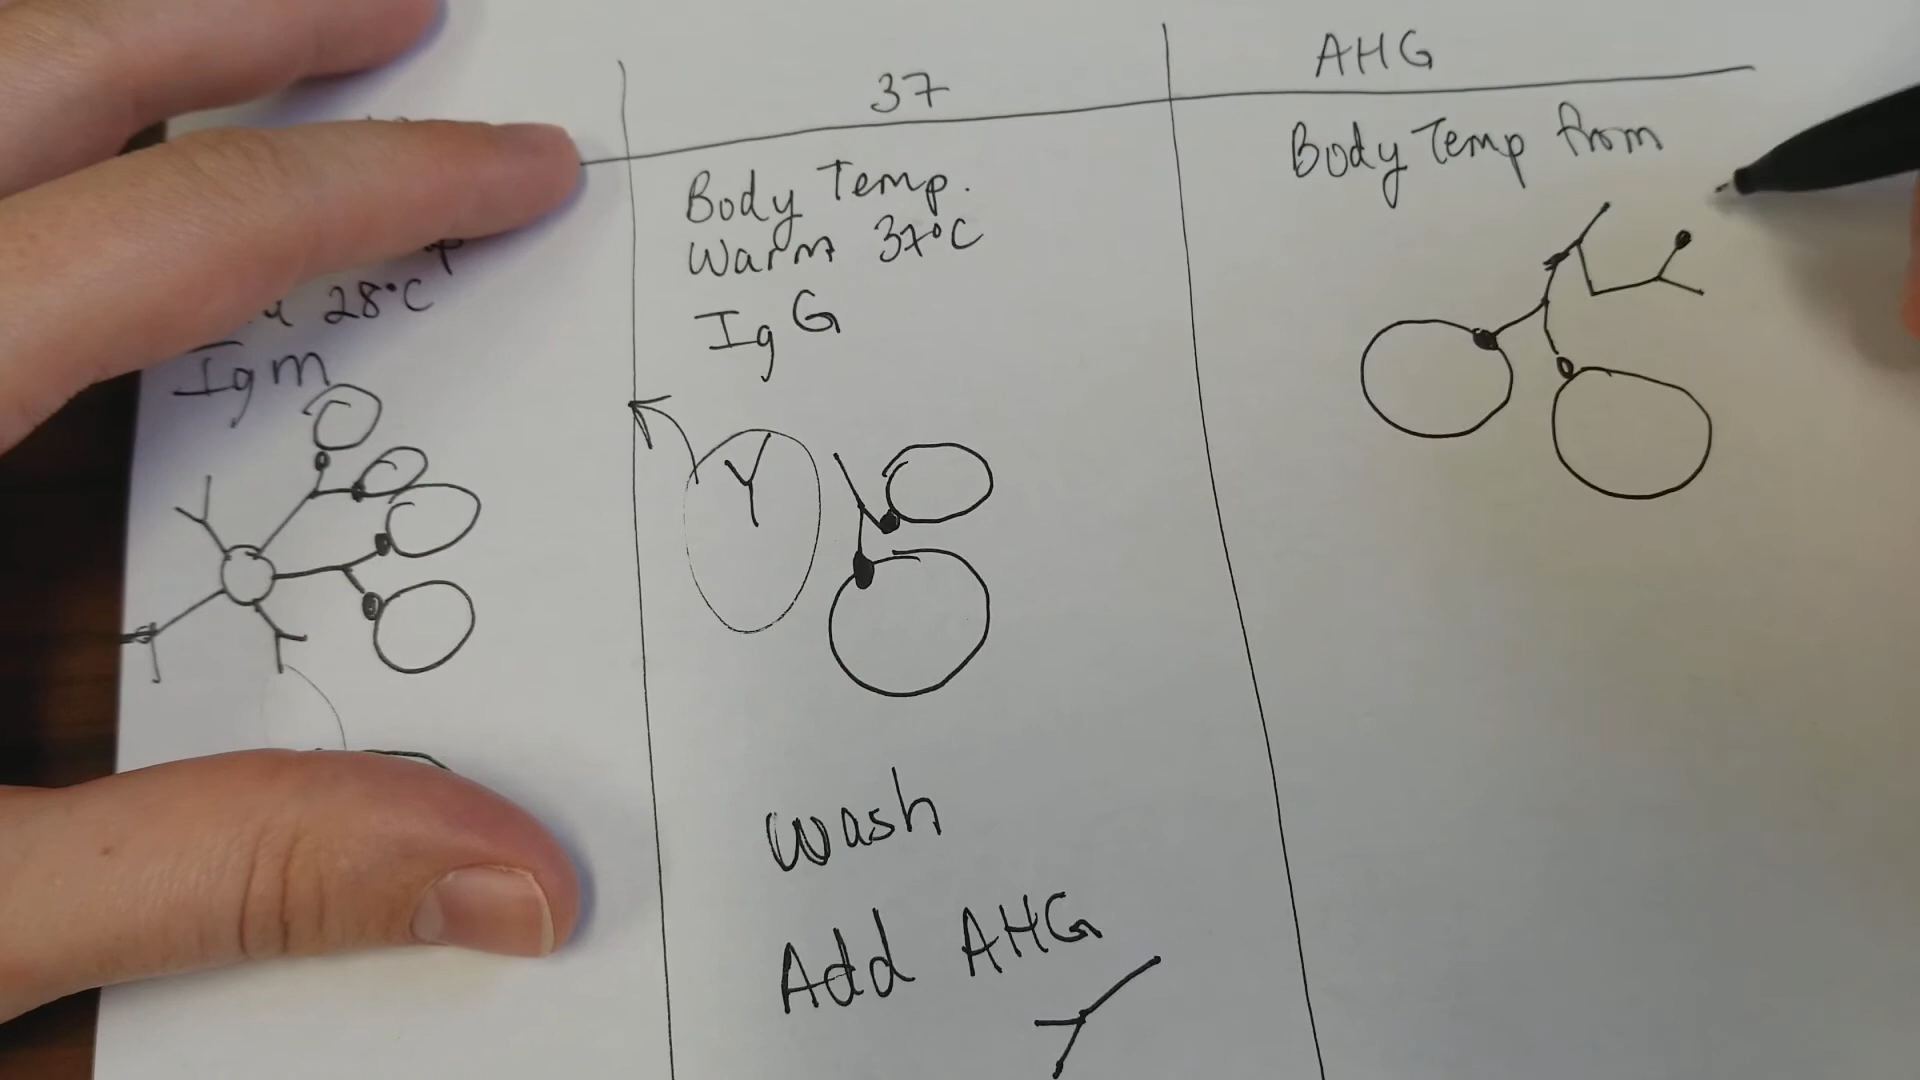 37
AHG
28°C
Igm
Body Temp.
Warm 37°C
IgG
Wash
Add AHG
Body Temp from